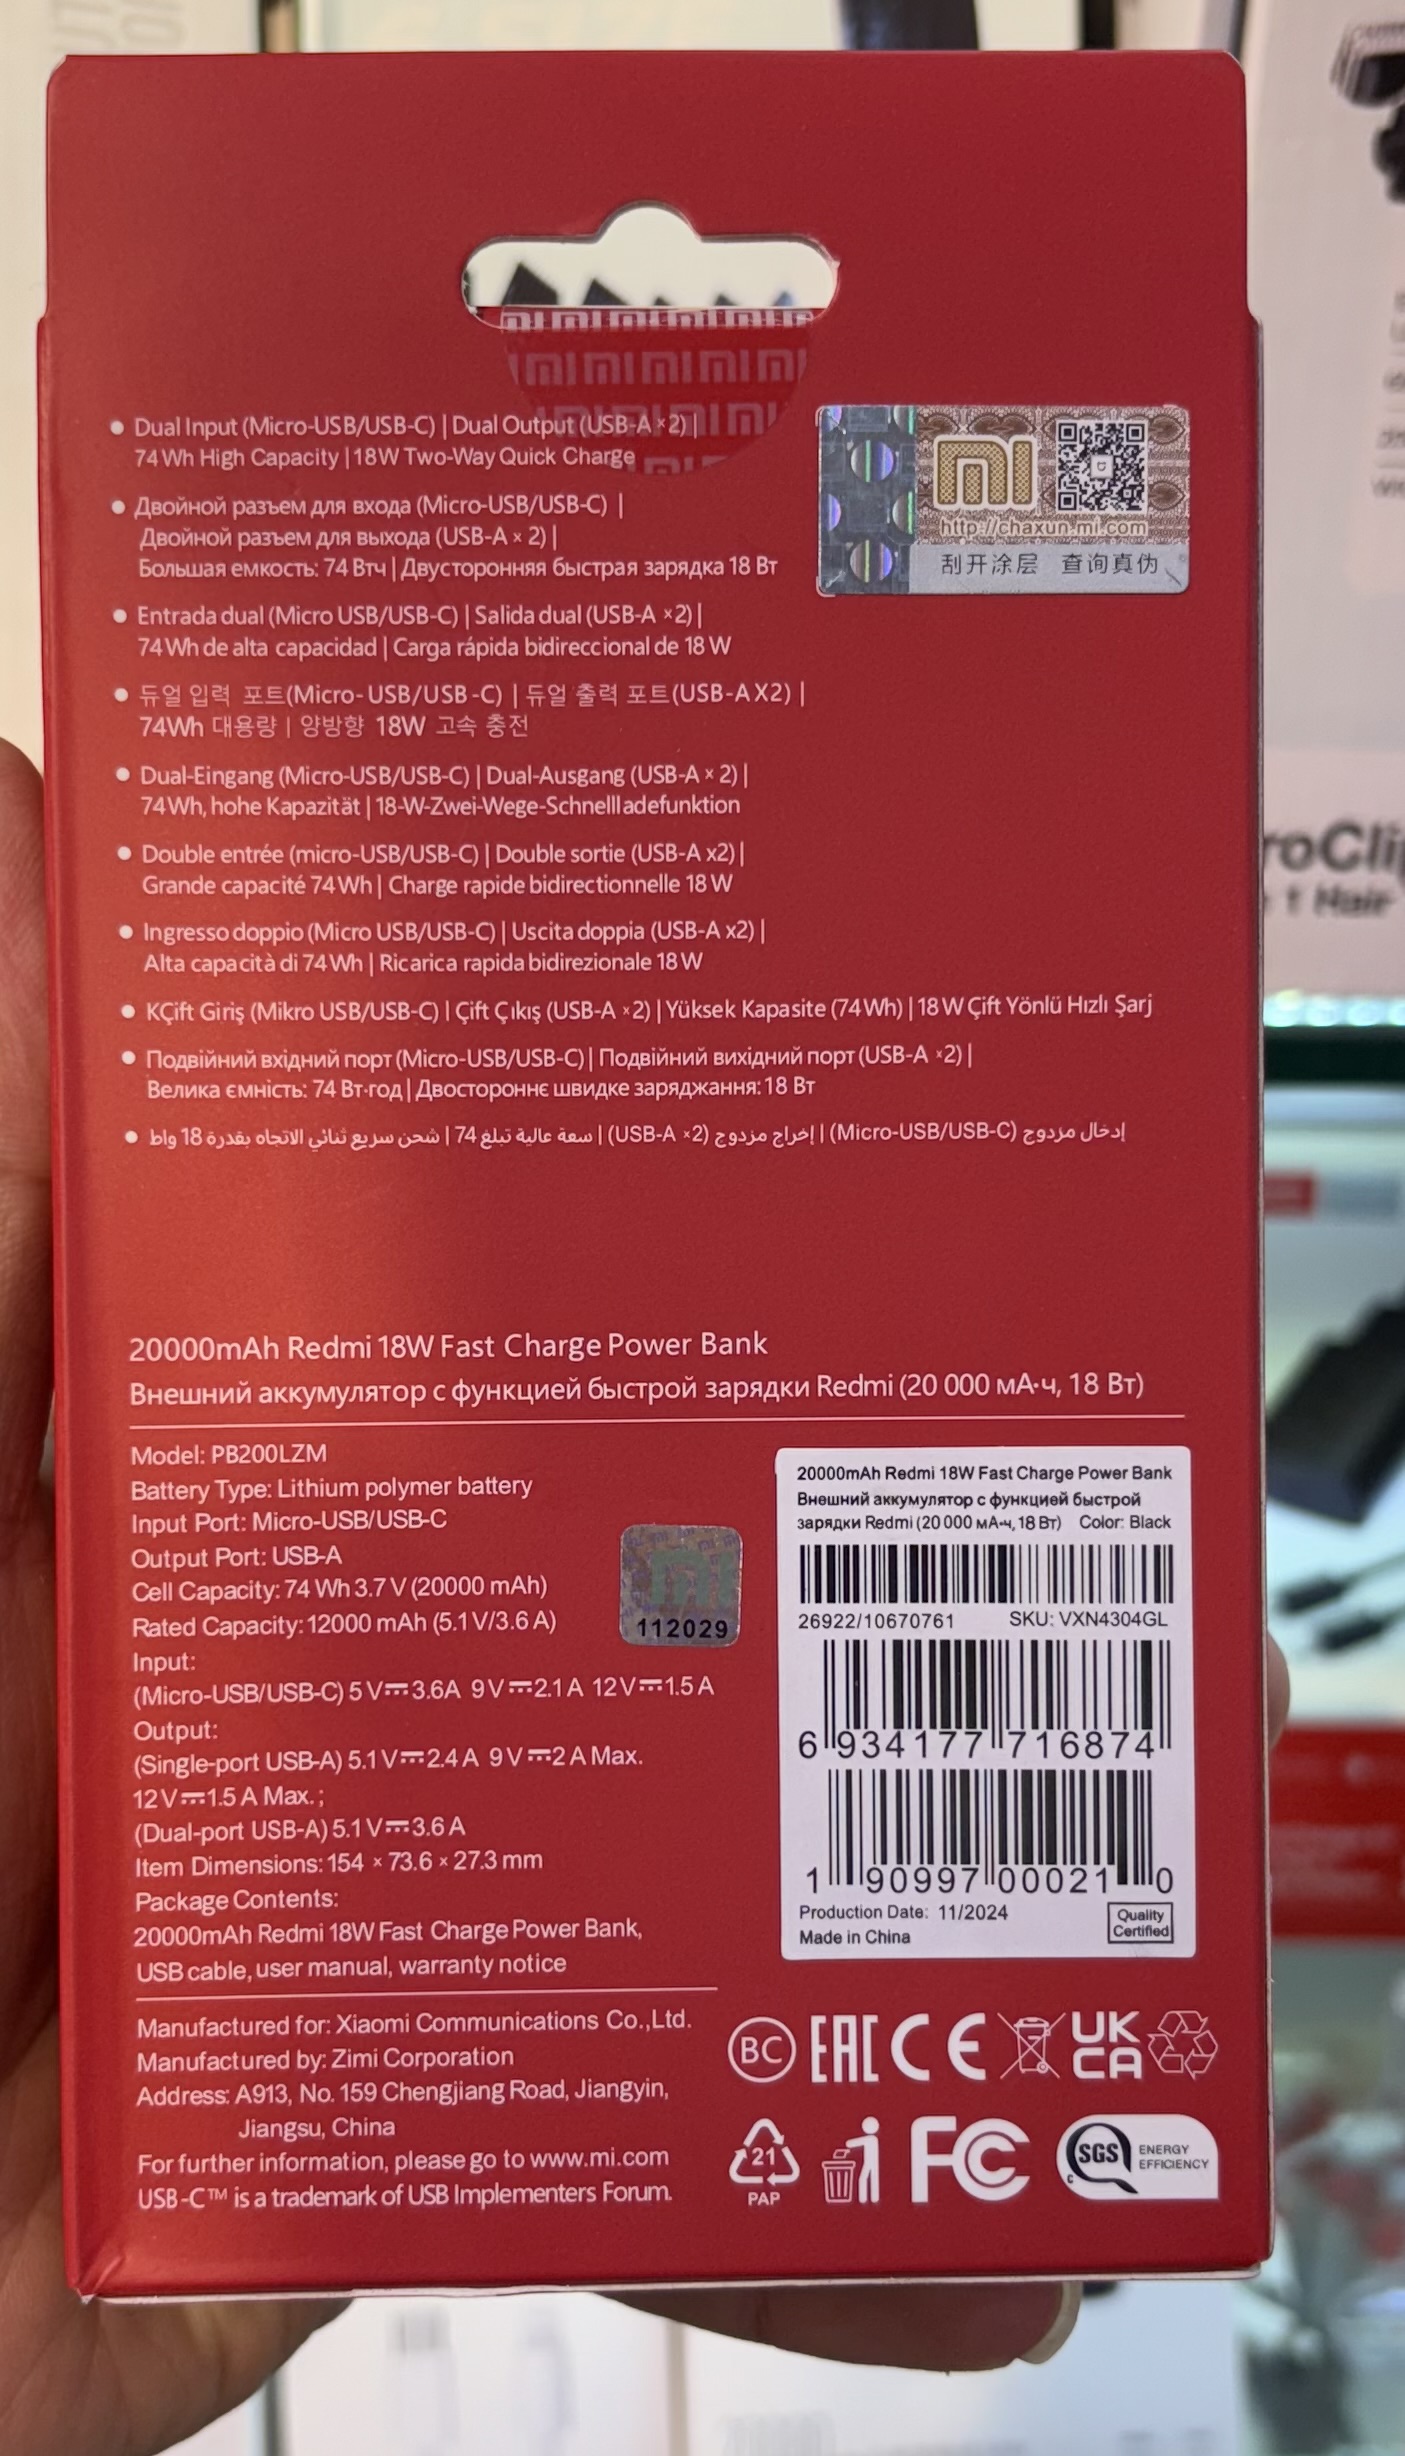 Dual Input (Micro-USB/USB-C) | Dual Output (USB-A ×2) |
74 Wh High Capacity | 18W Two-Way Quick Charge
Двойной разъем для входа (Micro-USB/USB-C) |
Двойной разъем для выхода (USB-A × 2) |
Большая емкость: 74 Втч | Двусторонняя быстрая зарядка 18 Вт
Entrada dual (Micro USB/USB-C) | Salida dual (USB-A ×2) |
74 Wh de alta capacidad | Carga rápida bidireccional de 18 W
듀얼 입력 포트(Micro-USB/USB-C) | 듀얼 출력 포트(USB-A X2) |
74Wh 대용량 | 양방향 18W 고속 충전
Dual-Eingang (Micro-USB/USB-C) | Dual-Ausgang (USB-A × 2) |
74 Wh, hohe Kapazität | 18-W-Zwei-Wege-Schnellladefunktion
Double entrée (micro-USB/USB-C) | Double sortie (USB-A x2) |
Grande capacité 74 Wh | Charge rapide bidirectionnelle 18 W
Ingresso doppio (Micro USB/USB-C) | Uscita doppia (USB-A x2) |
Alta capacità di 74 Wh | Ricarica rapida bidirezionale 18 W
KÇift Giriş (Mikro USB/USB-C) | Çift Çıkış (USB-A ×2) | Yüksek Kapasite (74 Wh) | 18 W Çift Yönlü Hızlı Şarj
Подвійний вхідний порт (Micro-USB/USB-C) | Подвійний вихідний порт (USB-A ×2) |
Велика ємність: 74 Вт·год | Двостороннє швидке заряджання: 18 Вт
إدخال مزدوج (Micro-USB/USB-C) | إخراج مزدوج (USB-A ×2) | سعة عالية تبلغ 74 | شحن سريع ثنائي الاتجاه بقدرة 18 واط
mi
http://chaxun.mi.com
刮开涂层 查询真伪
20000mAh Redmi 18W Fast Charge Power Bank
Внешний аккумулятор с функцией быстрой зарядки Redmi (20 000 мА·ч, 18 Вт)
Model: PB200LZM
Battery Type: Lithium polymer battery
Input Port: Micro-USB/USB-C
Output Port: USB-A
Cell Capacity: 74 Wh 3.7 V (20000 mAh)
Rated Capacity: 12000 mAh (5.1 V/3.6 A)
Input:
(Micro-USB/USB-C) 5 V⎓3.6A 9 V⎓2.1 A 12 V⎓1.5 A
Output:
(Single-port USB-A) 5.1 V⎓2.4 A 9 V⎓2 A Max.
12 V⎓1.5 A Max.;
(Dual-port USB-A) 5.1 V⎓3.6 A
Item Dimensions: 154 × 73.6 × 27.3 mm
Package Contents:
20000mAh Redmi 18W Fast Charge Power Bank,
USB cable, user manual, warranty notice
mi
112029
20000mAh Redmi 18W Fast Charge Power Bank
Внешний аккумулятор с функцией быстрой
зарядки Redmi (20 000 мА·ч, 18 Вт) Color: Black
26922/10670761 SKU: VXN4304GL
6 934177 716874
1 90997 00021 0
Production Date: 11/2024
Made in China
Quality
Certified
Manufactured for: Xiaomi Communications Co.,Ltd.
Manufactured by: Zimi Corporation
Address: A913, No. 159 Chengjiang Road, Jiangyin,
Jiangsu, China
For further information, please go to www.mi.com
USB-C™ is a trademark of USB Implementers Forum.
BC EAC CE UK
CA
21
PAP
FC
SGS ENERGY
EFFICIENCY
1 Hair